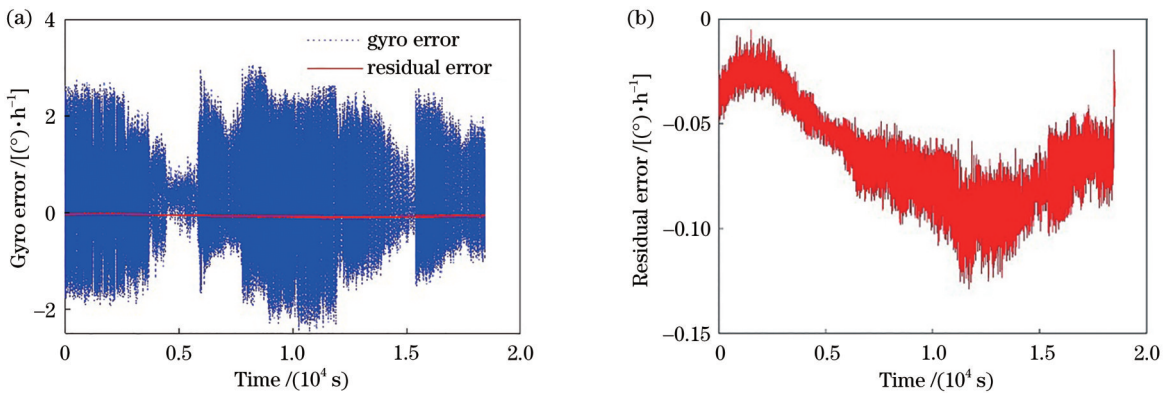 (a)
4
2
0
−2
Gyro error /[(°)·h⁻¹]
gyro error
residual error
0
0.5
1.0
1.5
2.0
Time /(10⁴ s)
(b)
0
−0.05
−0.10
−0.15
Residual error /[(°)·h⁻¹]
0
0.5
1.0
1.5
2.0
Time /(10⁴ s)